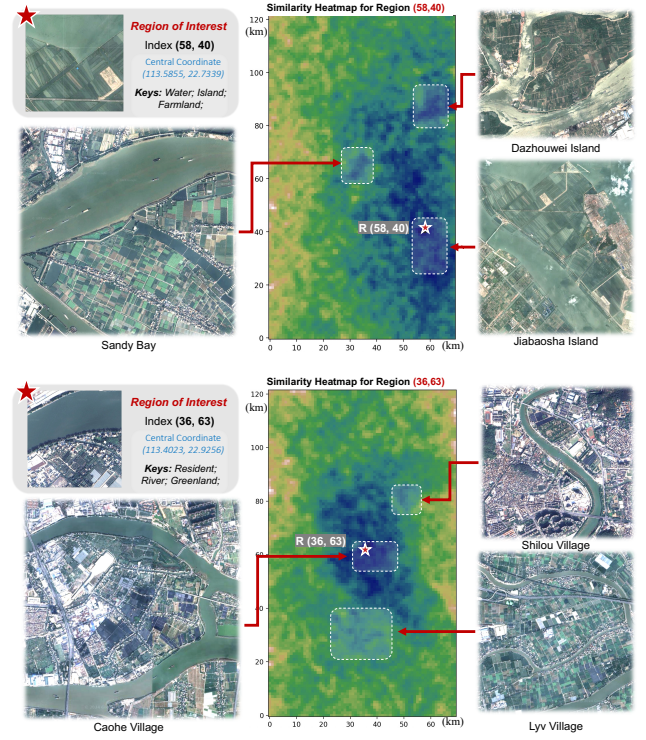 Similarity Heatmap for Region (58,40)
Region of Interest
Index (58, 40)
Central Coordinate
(113.5855, 22.7339)
Keys: Water; Island;
Farmland;
Sandy Bay
120
(km)
100
80
60
40
20
0
0 10 20 30 40 50 60
(km)
R (58, 40)
Dazhouwei Island
Jiabaosha Island
Similarity Heatmap for Region (36,63)
Region of Interest
Index (36, 63)
Central Coordinate
(113.4023, 22.9256)
Keys: Resident;
River; Greenland;
Caohe Village
120
(km)
100
80
60
40
20
0
0 10 20 30 40 50 60
(km)
R (36, 63)
Shilou Village
Lyv Village